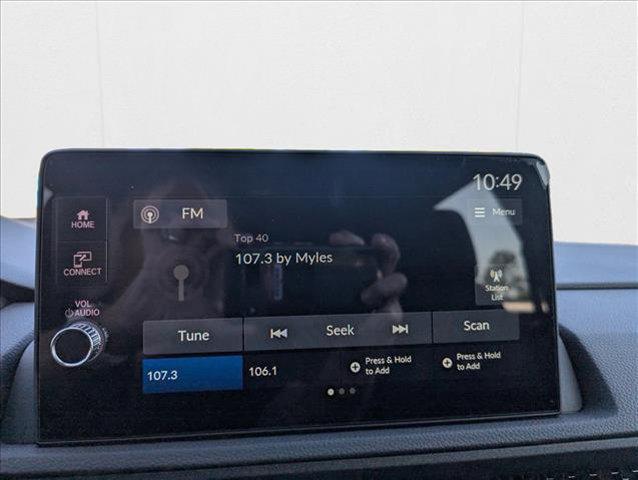 10:49
HOME
FM
Menu
CONNECT
Top 40
107.3 by Myles
Station
List
VOL
AUDIO
Tune
Seek
Scan
107.3
106.1
Press & Hold
to Add
Press & Hold
to Add